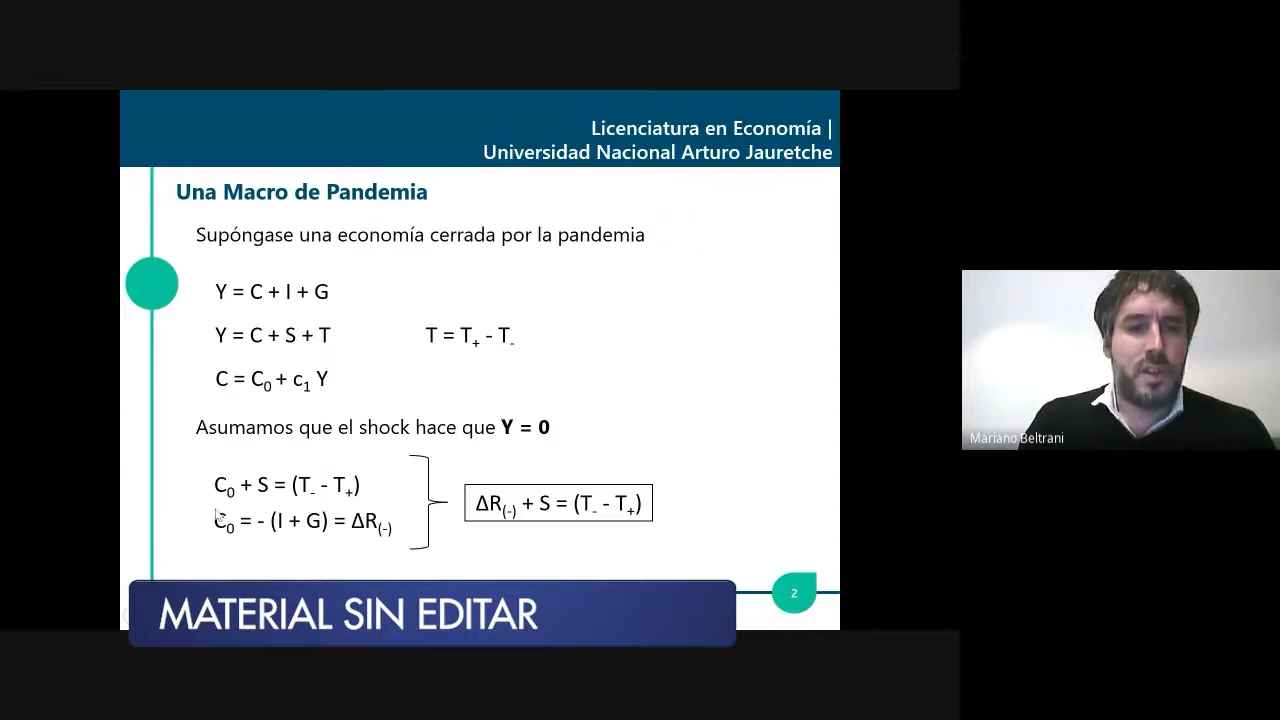 Licenciatura en Economía |
Universidad Nacional Arturo Jauretche
Una Macro de Pandemia
Supóngase una economía cerrada por la pandemia
Y = C + I + G
Y = C + S + T    T = T₊ - T₋
C = C₀ + c₁ Y
Asumamos que el shock hace que Y = 0
C₀ + S = (T₋ - T₊)
C₀ = - (I + G) = ΔR₍₋₎
ΔR₍₋₎ + S = (T₋ - T₊)
2
MATERIAL SIN EDITAR
Mariano Beltrani